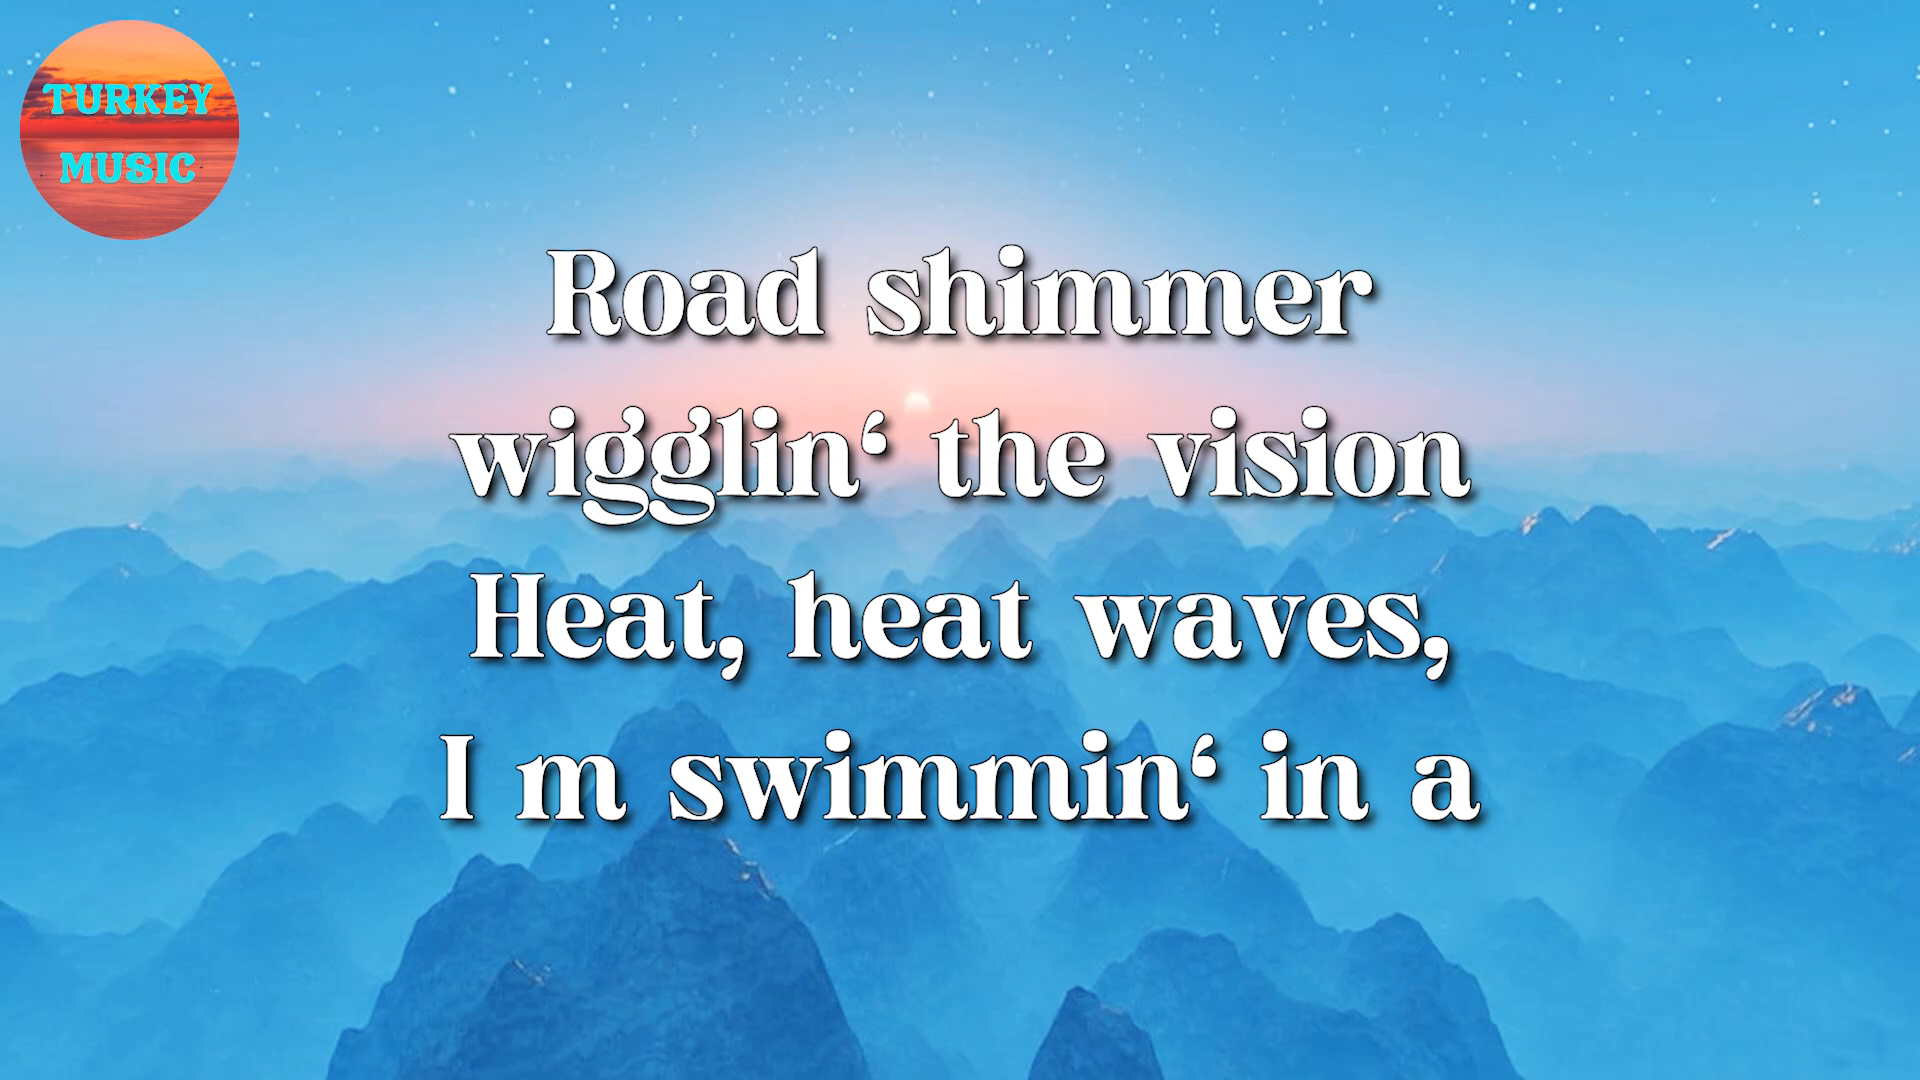 TURKEY
MUSIC
Road shimmer
wigglin‘ the vision
Heat, heat waves,
I m swimmin‘ in a